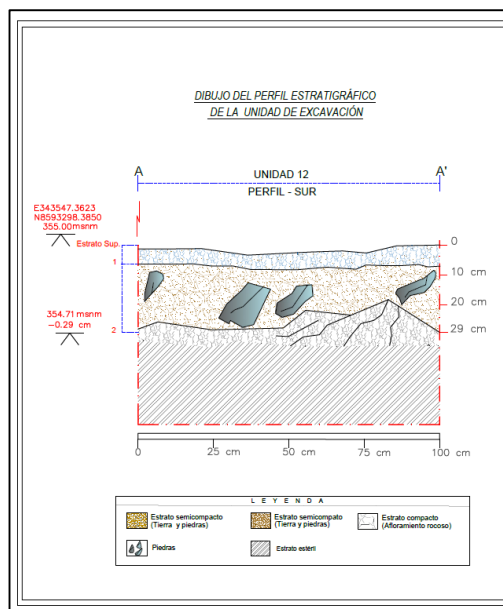 DIBUJO DEL PERFIL ESTRATIGRÁFICO
DE LA UNIDAD DE EXCAVACIÓN
A
UNIDAD 12
A'
PERFIL - SUR
E343547.3623
N8593298.3850
355.00msnm
Estrato Sup.
1
354.71 msnm
-0.29 cm
2
0
10 cm
20 cm
29 cm
0
25 cm
50 cm
75 cm
100 cm
LEYENDA
Estrato semicompacto
(Tierra y piedras)
Estrato semicompato
(Tierra y piedras)
Estrato compacto
(Afloramiento rocoso)
Piedras
Estrato estéril